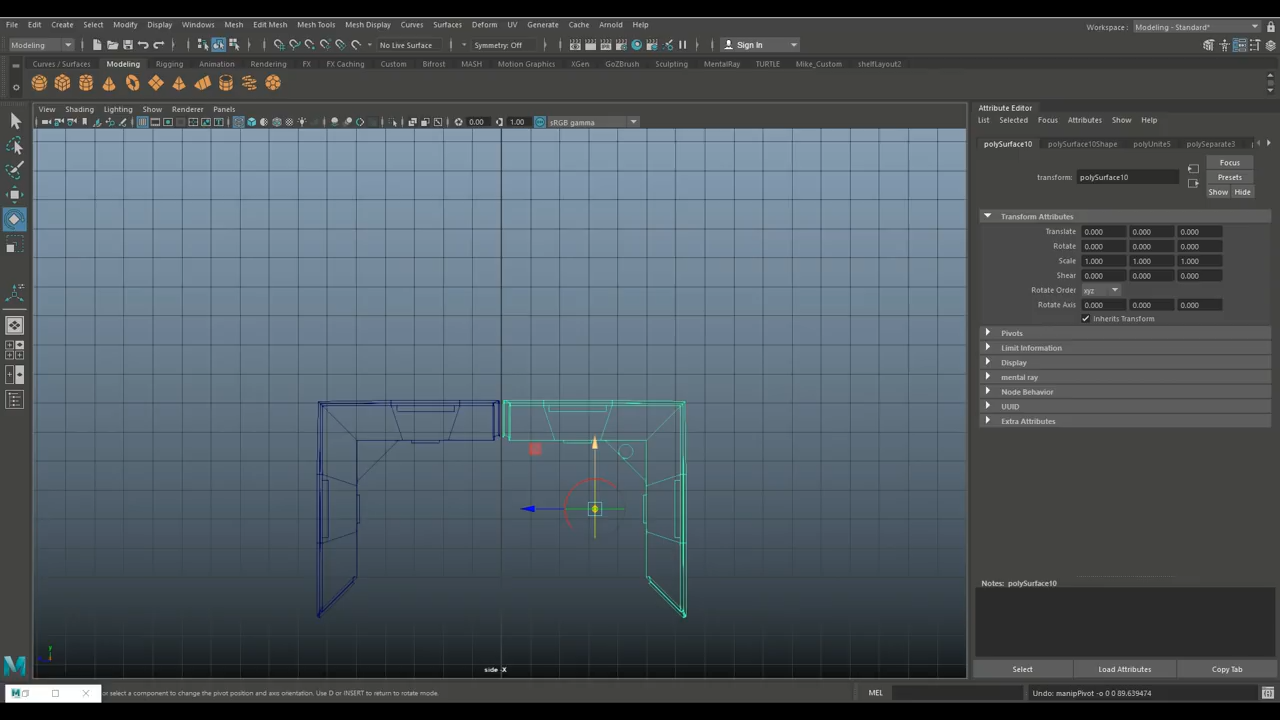 File Edit Create Select Modify Display Windows Mesh Edit Mesh Mesh Tools Mesh Display Curves Surfaces Deform UV Generate Cache Arnold Help
Workspace: Modeling - Standard*
Modeling No Live Surface Symmetry: Off Sign In
Curves / Surfaces Modeling Rigging Animation Rendering FX FX Caching Custom Bifrost MASH Motion Graphics XGen GoZBrush Sculpting MentalRay TURTLE Mike_Custom shelfLayout2
View Shading Lighting Show Renderer Panels
0.00 1.00 sRGB gamma
Attribute Editor
List Selected Focus Attributes Show Help
polySurface10 polySurface10Shape polyUnite5 polySeparate3
Focus
transform: polySurface10 Presets
Show Hide
Transform Attributes
Translate 0.000 0.000 0.000
Rotate 0.000 0.000 0.000
Scale 1.000 1.000 1.000
Shear 0.000 0.000 0.000
Rotate Order xyz
Rotate Axis 0.000 0.000 0.000
Inherits Transform
Pivots
Limit Information
Display
mental ray
Node Behavior
UUID
Extra Attributes
Notes: polySurface10
side -X
Select Load Attributes Copy Tab
or select a component to change the pivot position and axis orientation. Use D or INSERT to return to rotate mode.
MEL
Undo: manipPivot -o 0 0 89.639474